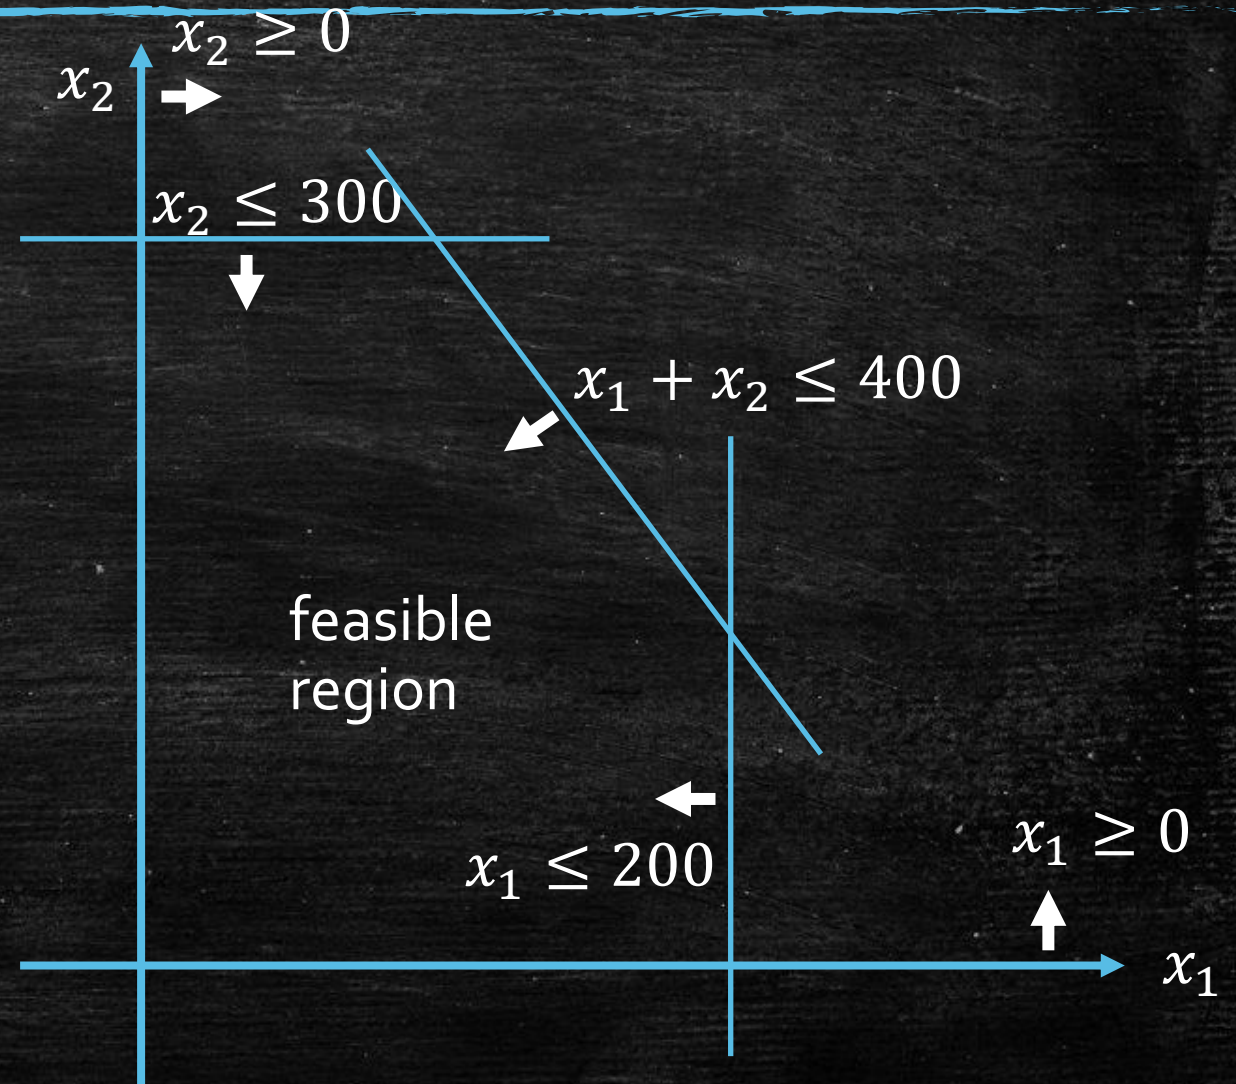 x₂ ≥ 0
x₂
x₂ ≤ 300
x₁ + x₂ ≤ 400
feasible
region
x₁ ≥ 0
x₁ ≤ 200
x₁